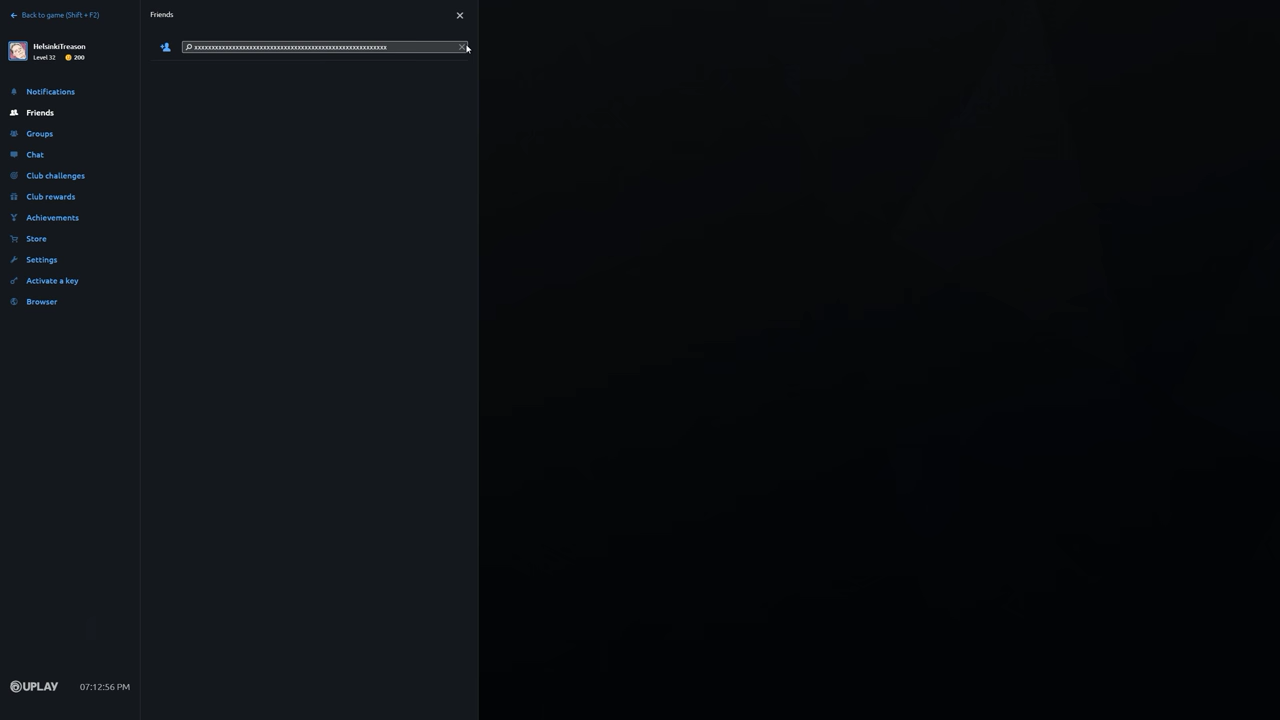 Back to game (Shift + F2)
HelsinkiTreason
Level 32
200
Notifications
Friends
Groups
Chat
Club challenges
Club rewards
Achievements
Store
Settings
Activate a key
Browser
UPLAY
07:12:56 PM
Friends